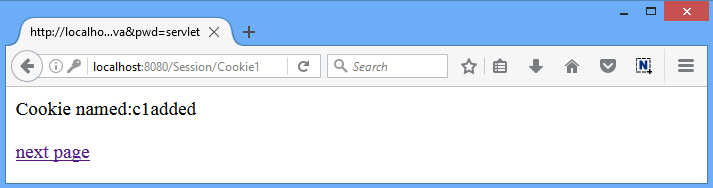 http://localho...va&pwd=servlet
localhost:8080/Session/Cookie1
Search
N
Cookie named:c1added
next page